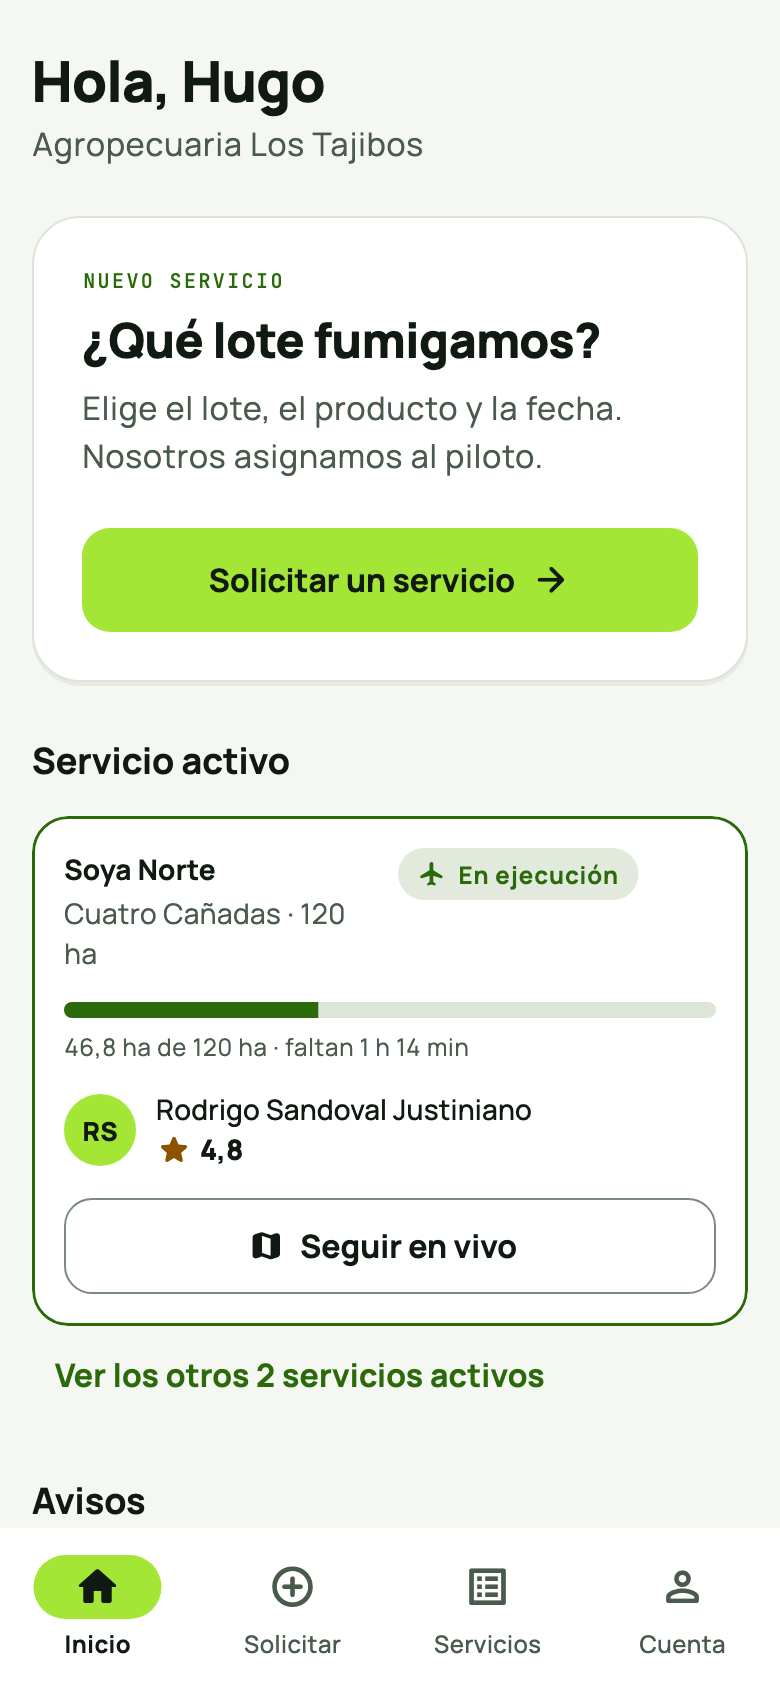 Hola, Hugo
Agropecuaria Los Tajibos
NUEVO SERVICIO
¿Qué lote fumigamos?
Elige el lote, el producto y la fecha.
Nosotros asignamos al piloto.
Solicitar un servicio
Servicio activo
Soya Norte
En ejecución
Cuatro Cañadas · 120
ha
46,8 ha de 120 ha · faltan 1 h 14 min
RS
Rodrigo Sandoval Justiniano
4,8
Seguir en vivo
Ver los otros 2 servicios activos
Avisos
Inicio
Solicitar
Servicios
Cuenta